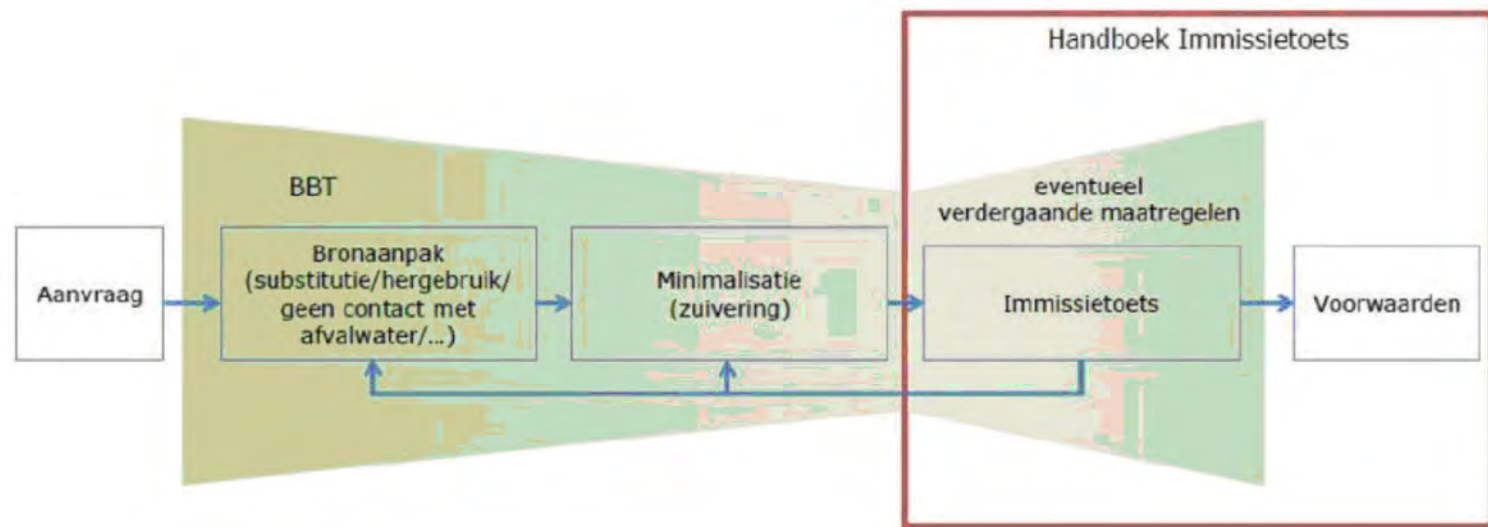 Handboek Immissietoets
BBT
eventueel
verdergaande maatregelen
Aanvraag
Bronaanpak
(substitutie/hergebruik/
geen contact met
afvalwater/...)
Minimalisatie
(zuivering)
Immissietoets
Voorwaarden